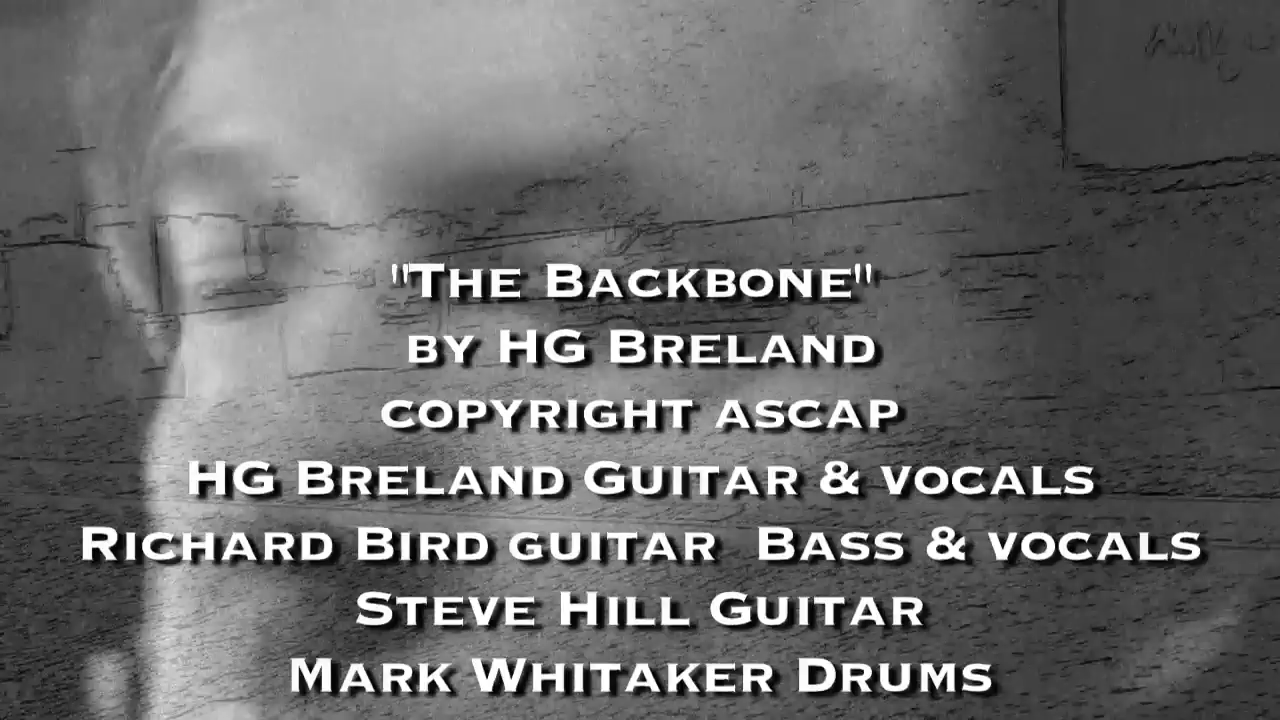 "The Backbone"
by HG Breland
copyright ascap
HG Breland Guitar & vocals
Richard Bird guitar Bass & vocals
Steve Hill Guitar
Mark Whitaker Drums